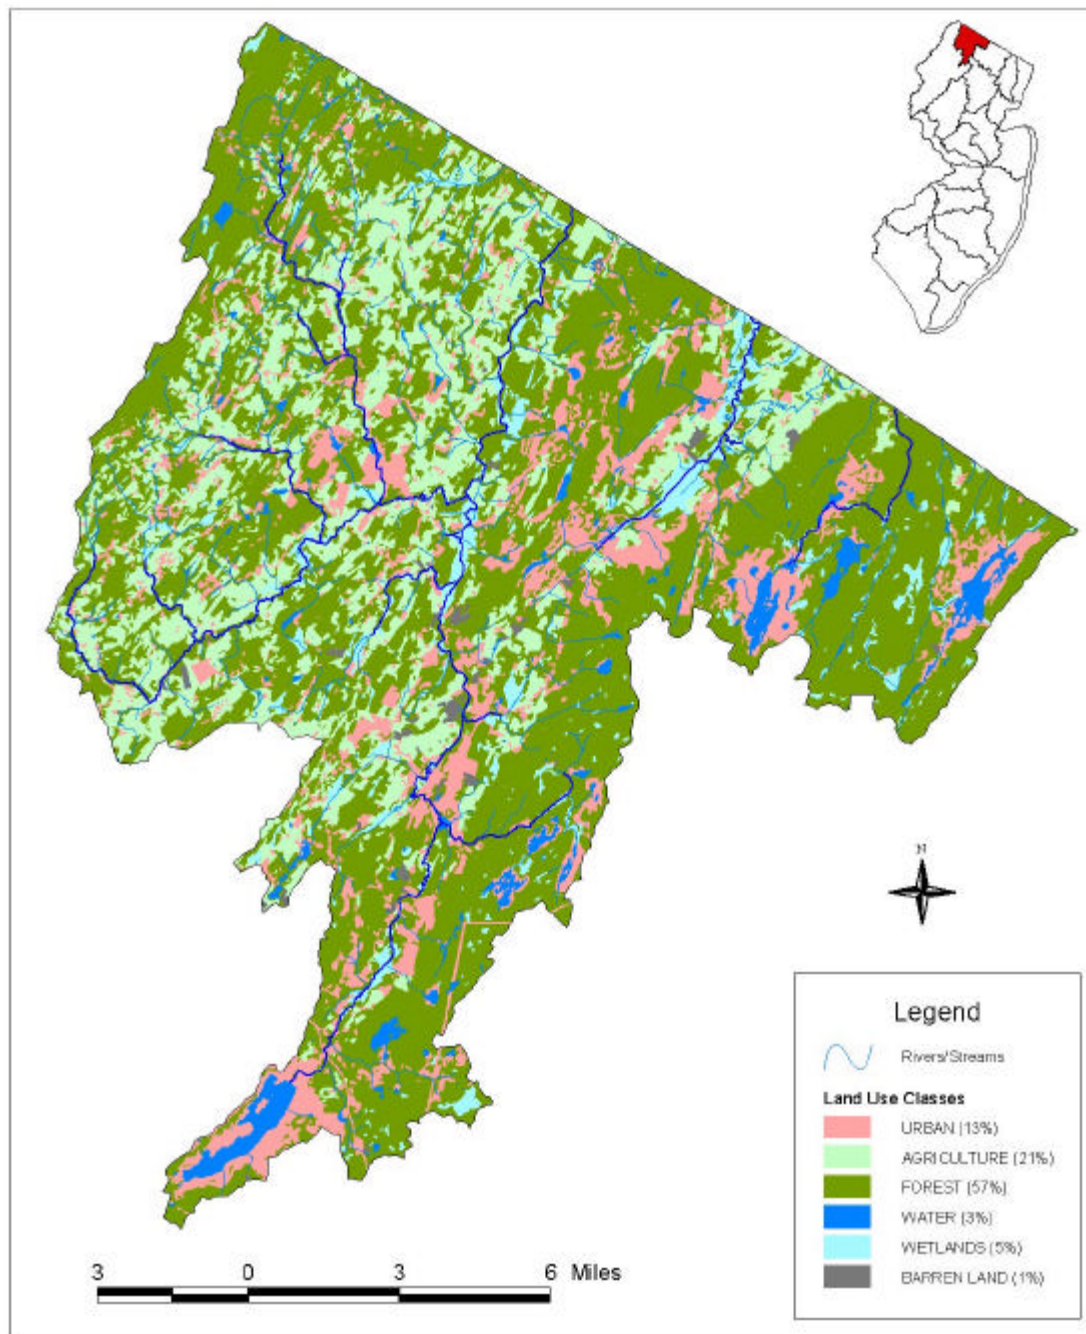 N
Legend
Rivers/Streams
Land Use Classes
URBAN (13%)
AGRICULTURE (21%)
FOREST (57%)
WATER (3%)
WETLANDS (5%)
BARREN LAND (1%)
3 0 3 6 Miles